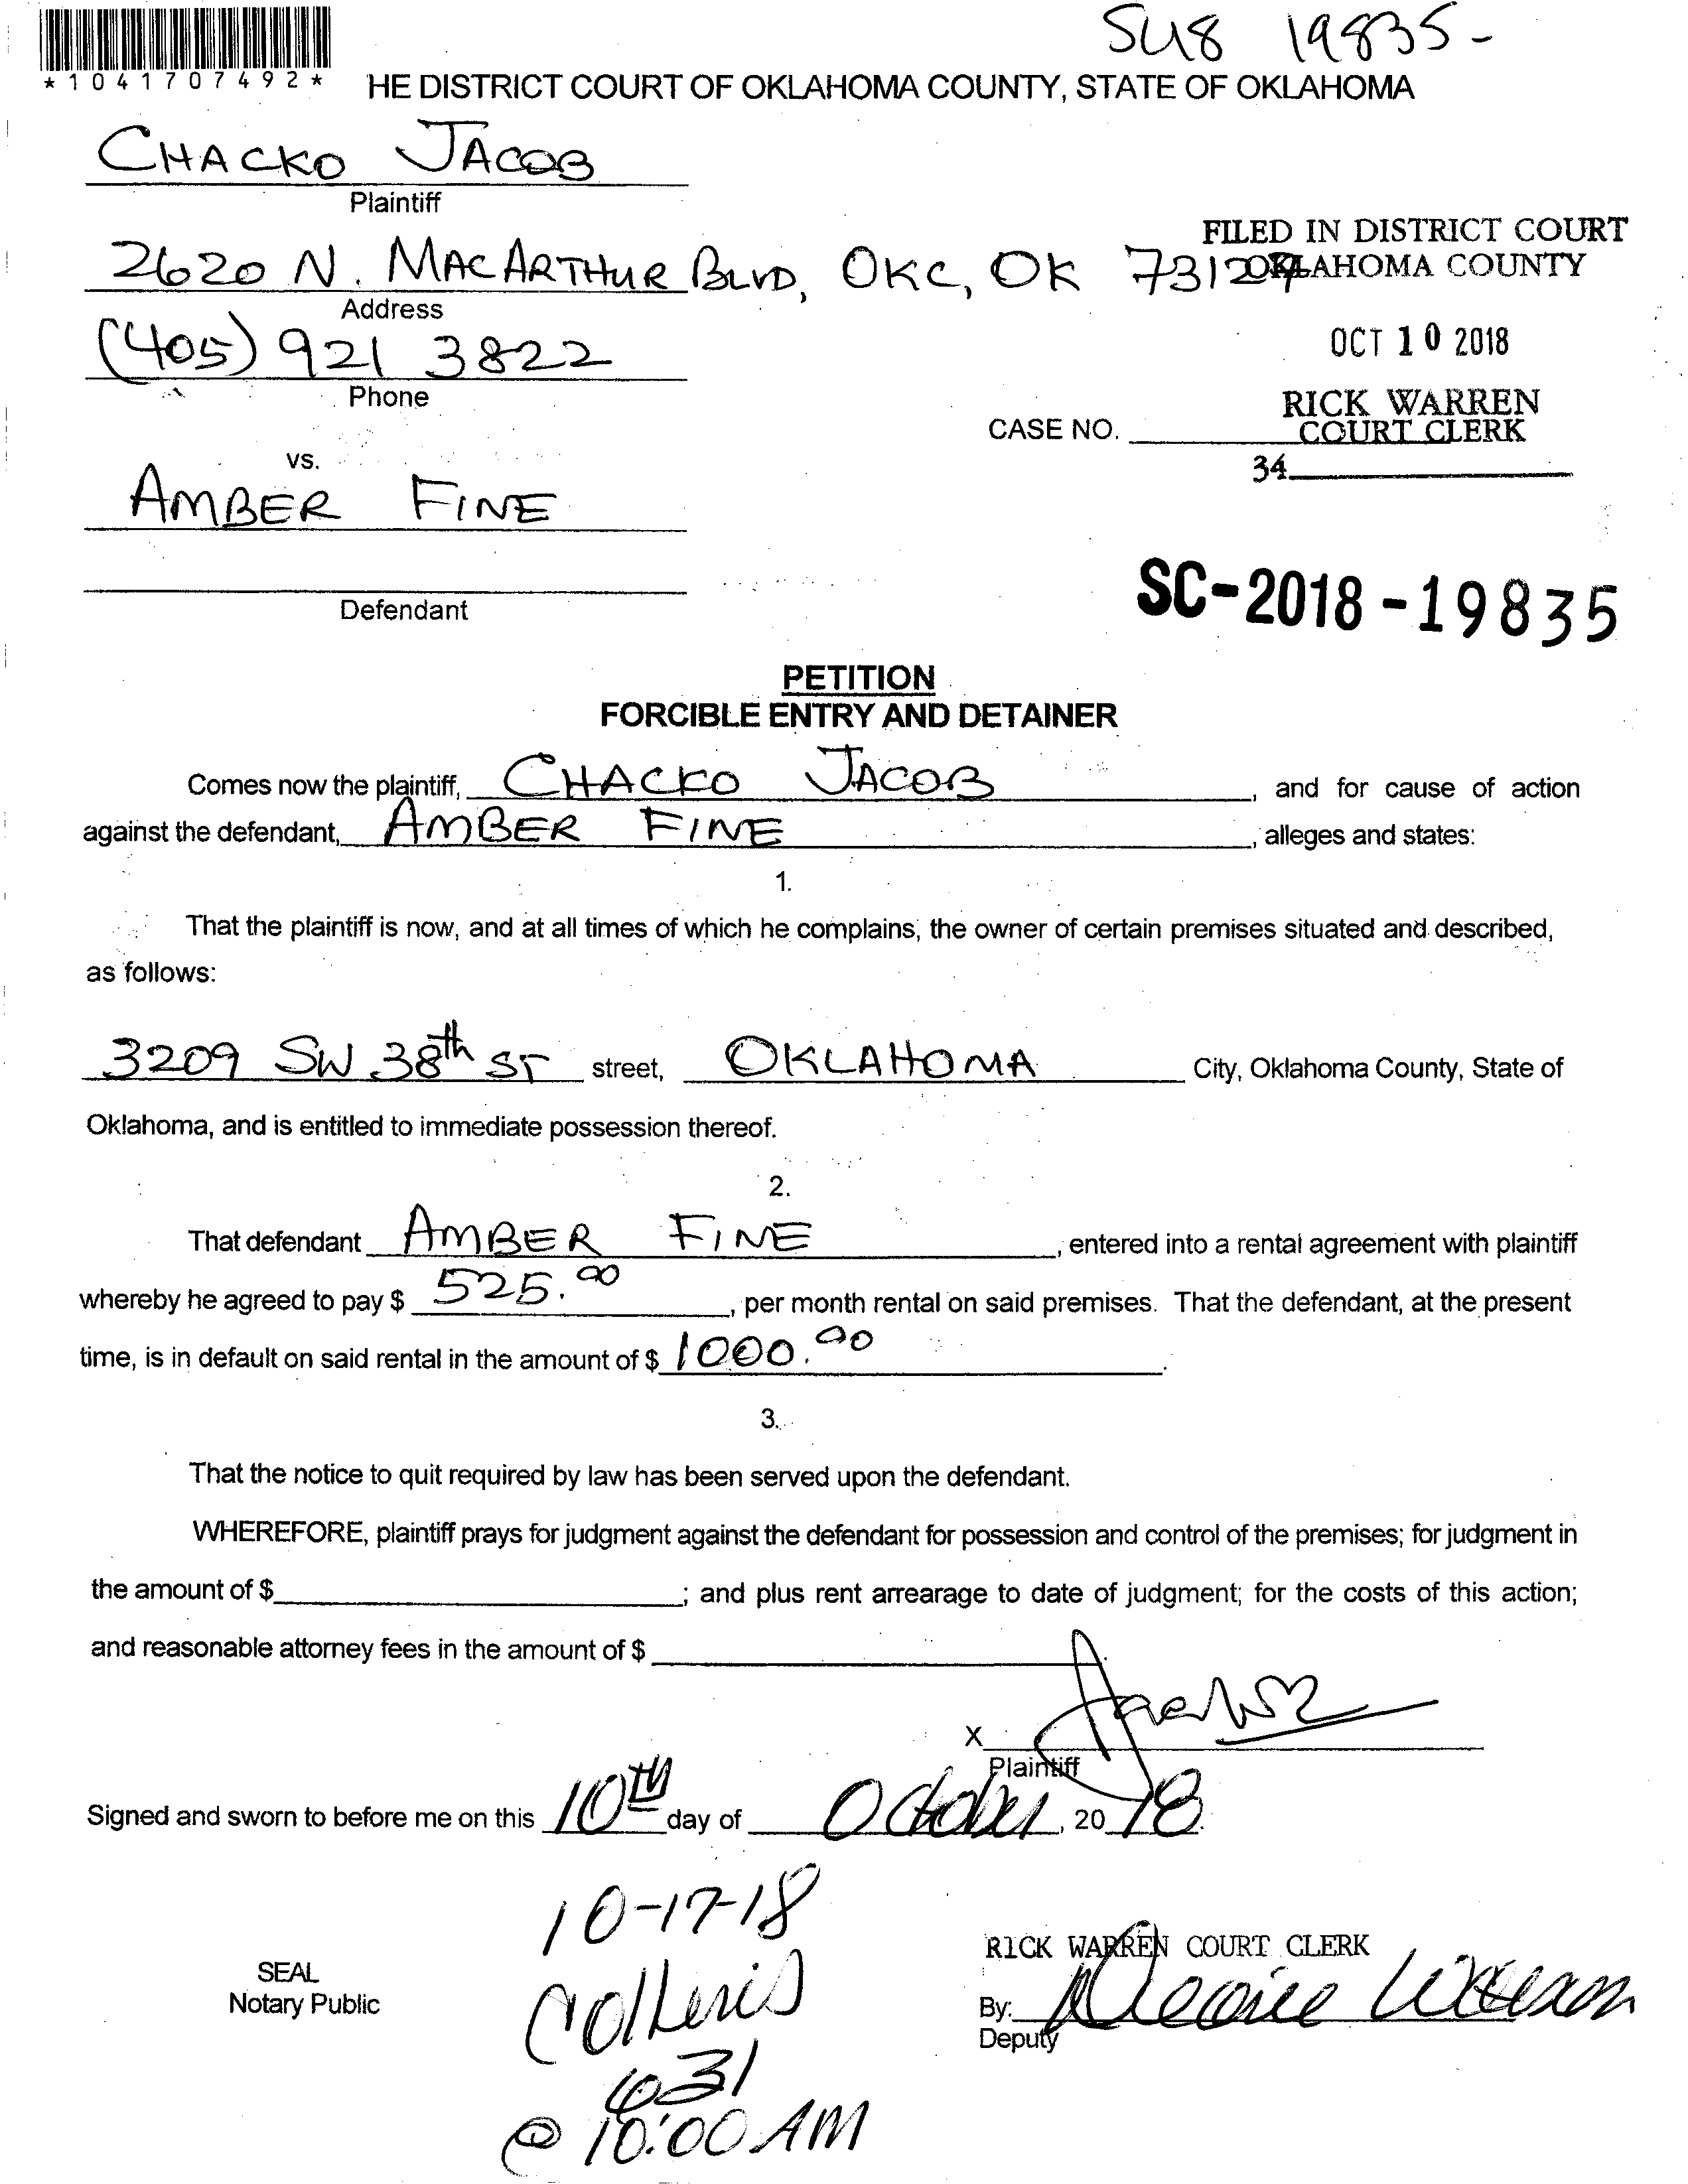 SC18 19835-
*1041707492*
HE DISTRICT COURT OF OKLAHOMA COUNTY, STATE OF OKLAHOMA
CHACKO JACOB
Plaintiff
FILED IN DISTRICT COURT
2620 N. MACARTHUR BLVD, OKC, OK 73127 OKLAHOMA COUNTY
Address
(405) 921 3822
OCT 10 2018
Phone
RICK WARREN
CASE NO. COURT CLERK
vs.
34
AMBER FINE
Defendant
SC-2018-19835
PETITION
FORCIBLE ENTRY AND DETAINER
Comes now the plaintiff, CHACKO JACOB, and for cause of action
against the defendant, AMBER FINE, alleges and states:
1.
That the plaintiff is now, and at all times of which he complains, the owner of certain premises situated and described,
as follows:
3209 SW 38th ST street, OKLAHOMA City, Oklahoma County, State of
Oklahoma, and is entitled to immediate possession thereof.
2.
That defendant AMBER FINE, entered into a rental agreement with plaintiff
whereby he agreed to pay $ 525.00, per month rental on said premises. That the defendant, at the present
time, is in default on said rental in the amount of $ 1000.00.
3.
That the notice to quit required by law has been served upon the defendant.
WHEREFORE, plaintiff prays for judgment against the defendant for possession and control of the premises; for judgment in
the amount of $ ; and plus rent arrearage to date of judgment; for the costs of this action;
and reasonable attorney fees in the amount of $
X
Plaintiff
Signed and sworn to before me on this 10TH day of October, 2018.
10-17-18
RICK WARREN COURT CLERK
SEAL
Notary Public
By:
Deputy
631
@ 10:00 AM